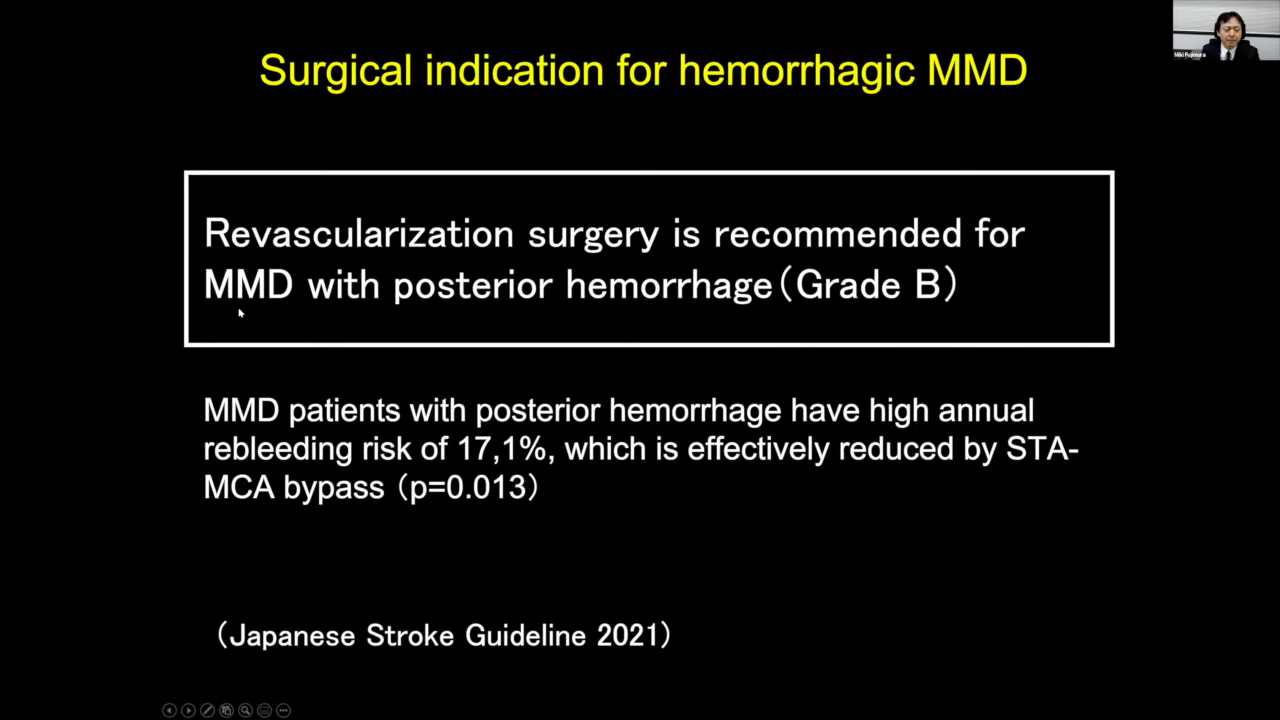 Surgical indication for hemorrhagic MMD
Miki Fujimura
Revascularization surgery is recommended for
MMD with posterior hemorrhage(Grade B)
MMD patients with posterior hemorrhage have high annual
rebleeding risk of 17,1%, which is effectively reduced by STA-
MCA bypass (p=0.013)
(Japanese Stroke Guideline 2021)